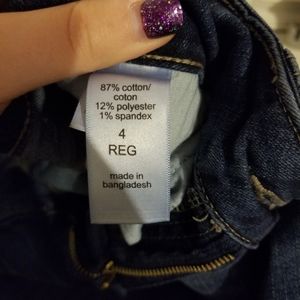 87% cotton/
coton
12% polyester
1% spandex
4
REG
made in
bangladesh